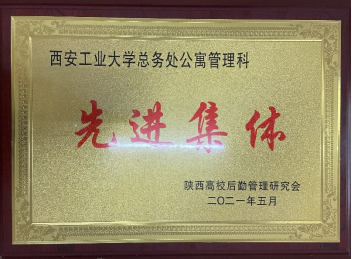 西安工业大学总务处公寓管理科
先进集体
陕西高校后勤管理研究会
二〇二一年五月